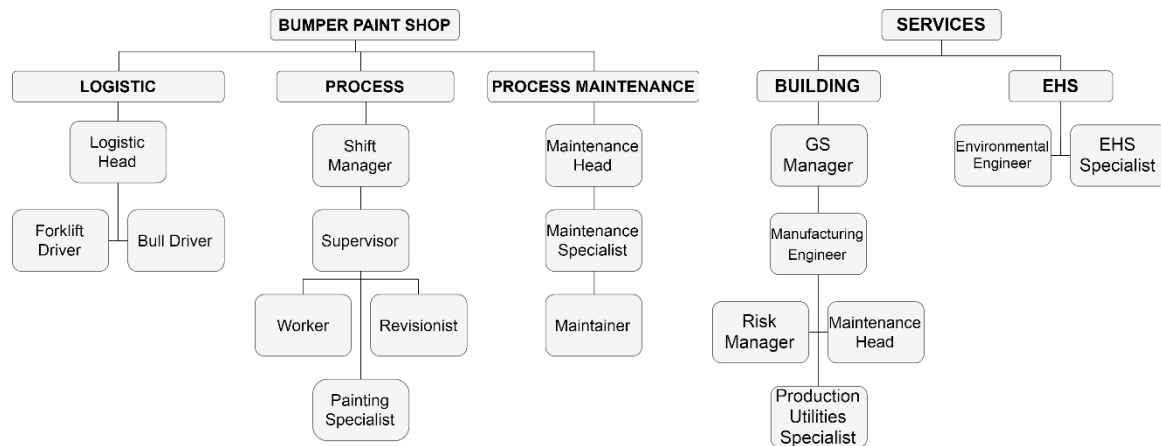 BUMPER PAINT SHOP
LOGISTIC
Logistic
Head
Forklift
Driver
Bull Driver
PROCESS
Shift
Manager
Supervisor
Worker
Revisionist
Painting
Specialist
PROCESS MAINTENANCE
Maintenance
Head
Maintenance
Specialist
Maintainer
SERVICES
BUILDING
GS
Manager
Manufacturing
Engineer
Risk
Manager
Maintenance
Head
Production
Utilities
Specialist
EHS
Environmental
Engineer
EHS
Specialist